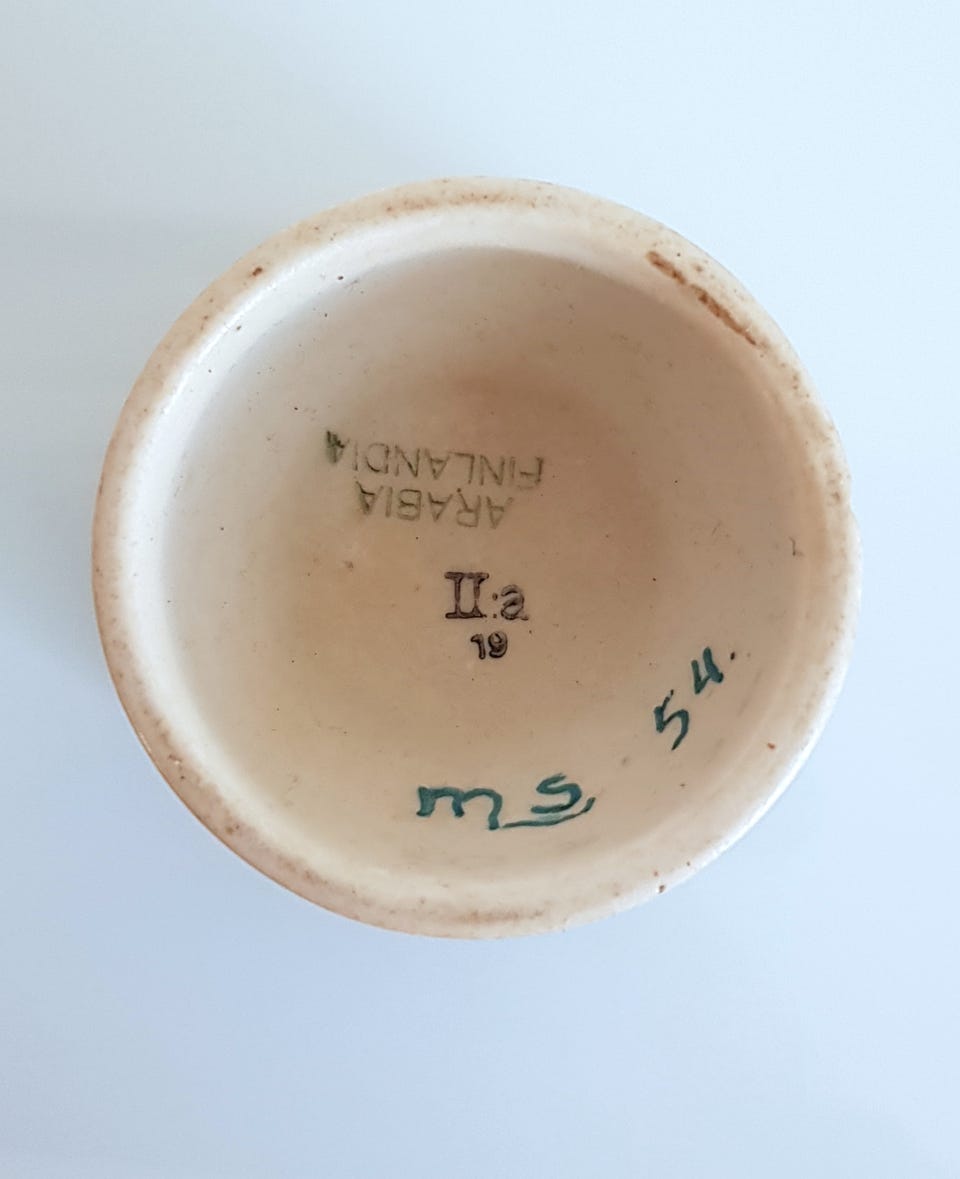 ARABIA
FINLANDIA
II:a
19
54.
ms